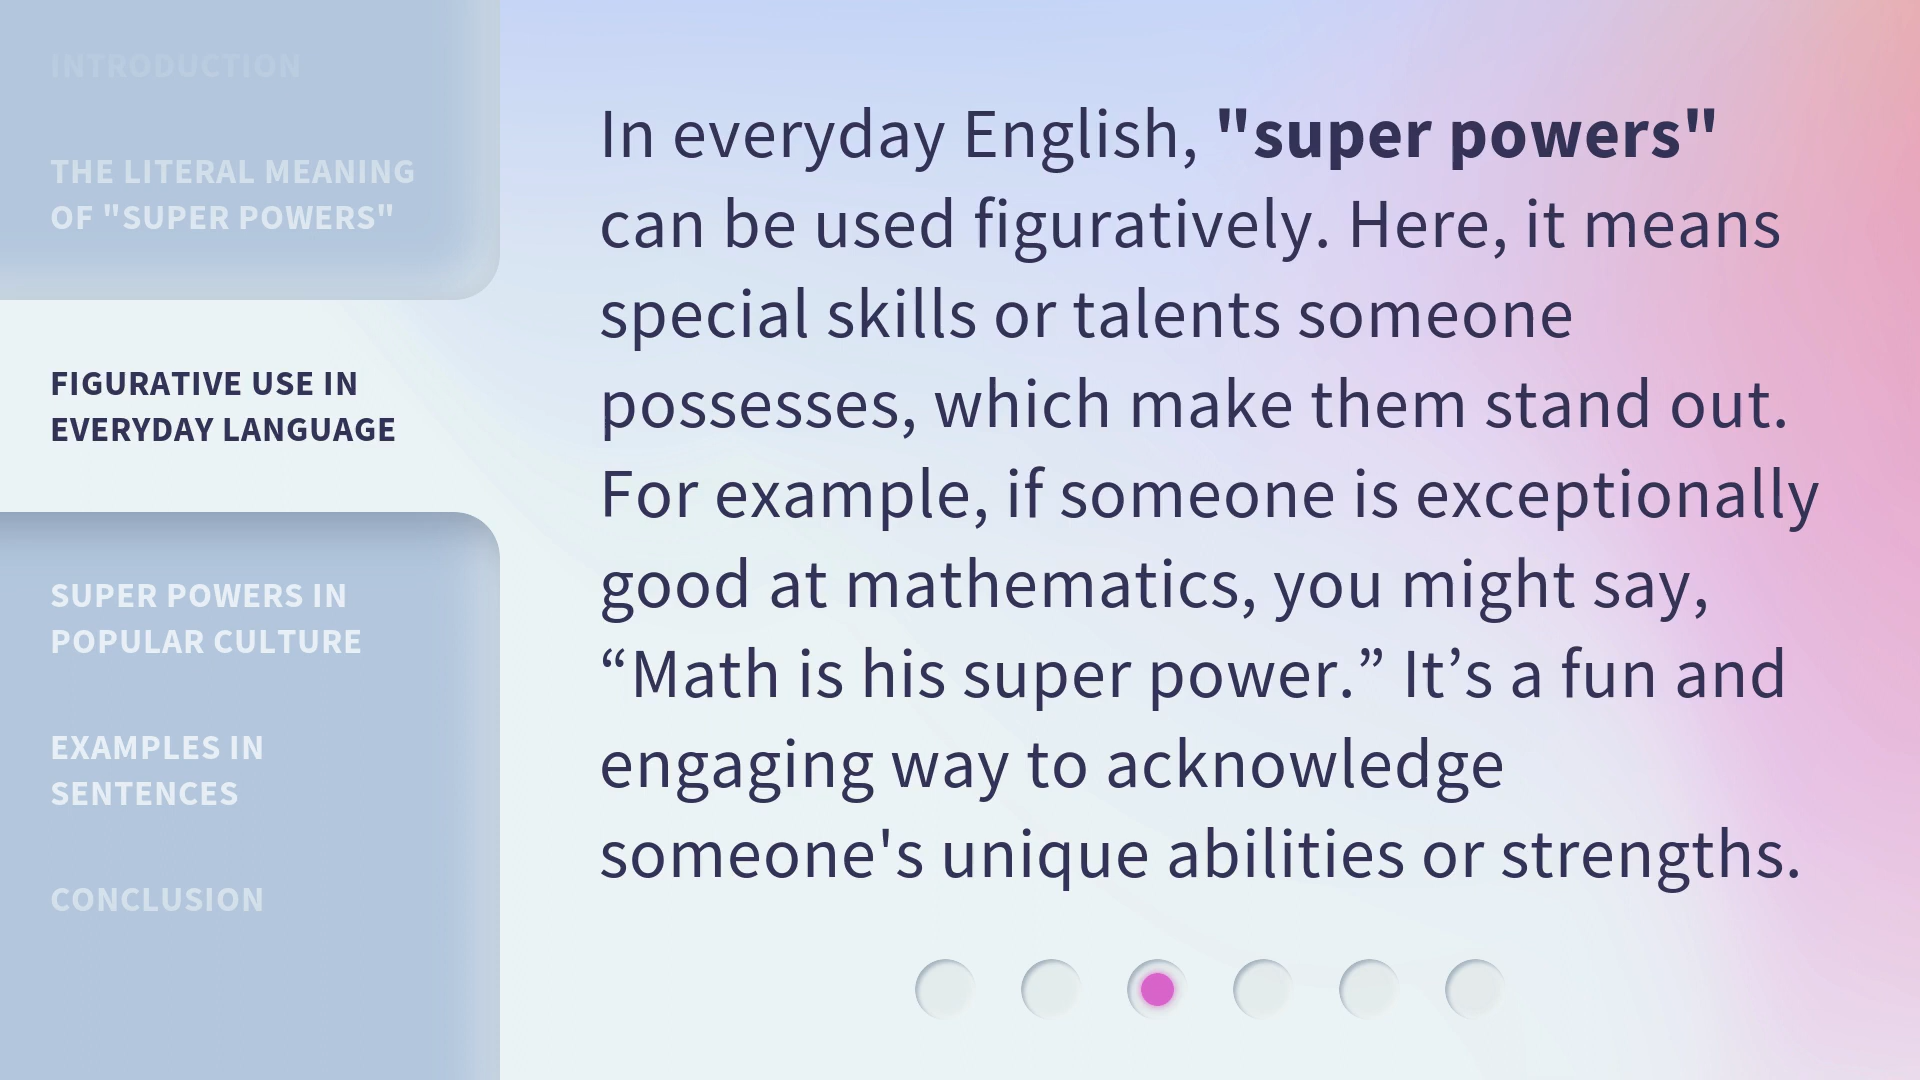 INTRODUCTION
THE LITERAL MEANING
OF "SUPER POWERS"
FIGURATIVE USE IN
EVERYDAY LANGUAGE
SUPER POWERS IN
POPULAR CULTURE
EXAMPLES IN
SENTENCES
CONCLUSION
In everyday English, "super powers"
can be used figuratively. Here, it means
special skills or talents someone
possesses, which make them stand out.
For example, if someone is exceptionally
good at mathematics, you might say,
“Math is his super power.” It’s a fun and
engaging way to acknowledge
someone's unique abilities or strengths.